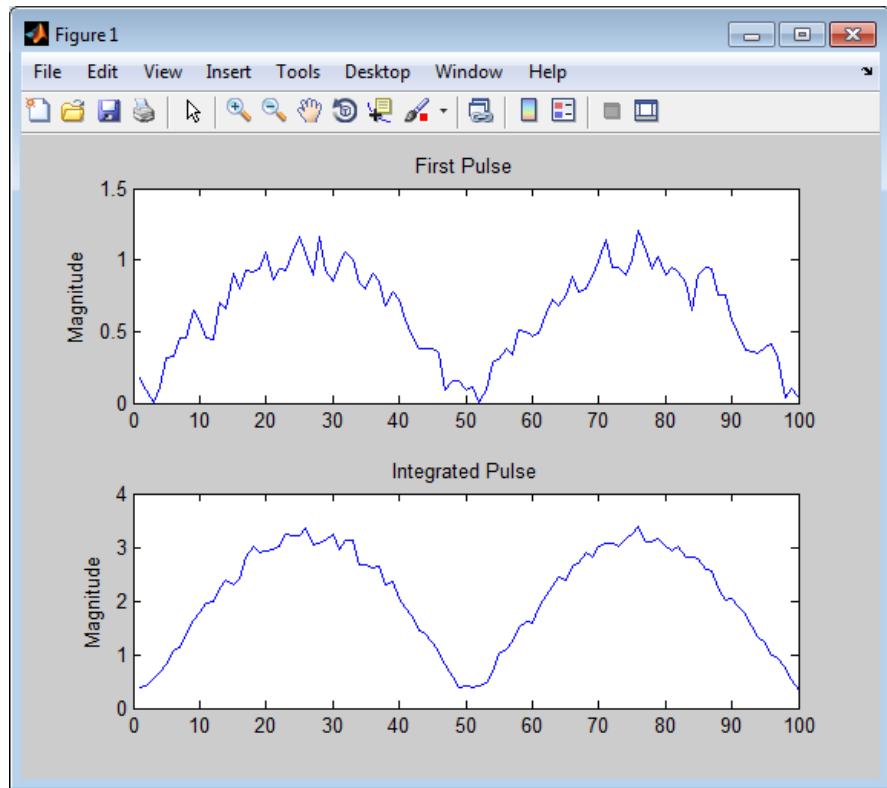 Figure 1
File Edit View Insert Tools Desktop Window Help
First Pulse
Magnitude
1.5
1
0.5
0
0 10 20 30 40 50 60 70 80 90 100
Integrated Pulse
Magnitude
4
3
2
1
0
0 10 20 30 40 50 60 70 80 90 100